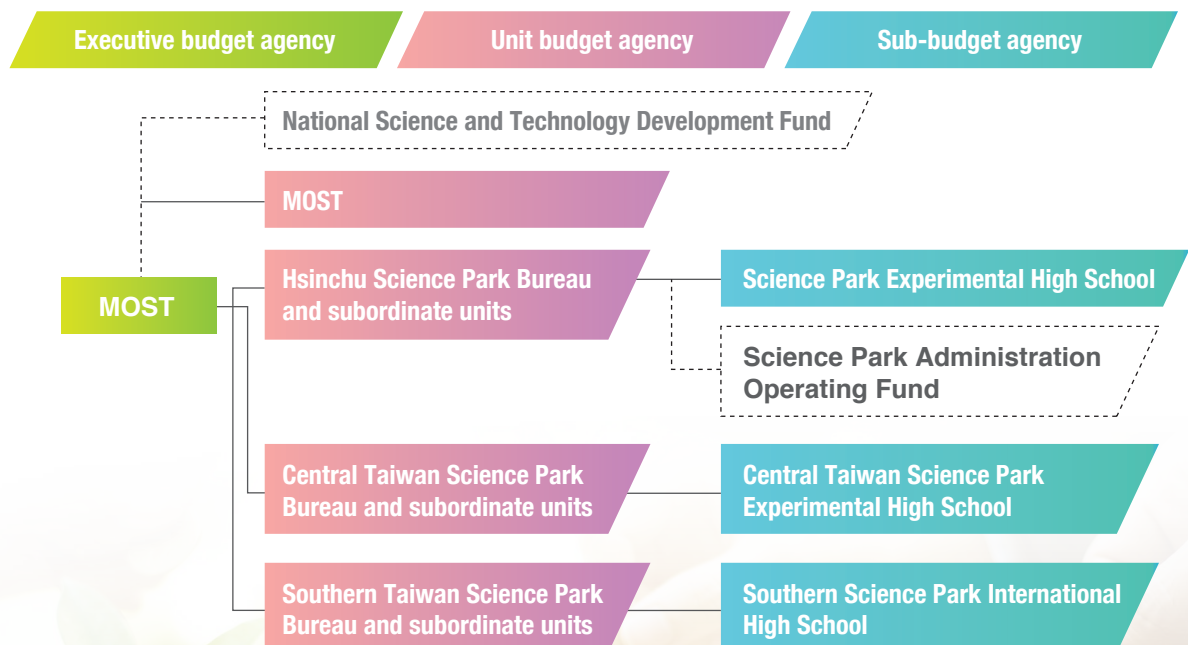 Executive budget agency
Unit budget agency
Sub-budget agency
National Science and Technology Development Fund
MOST
MOST
Hsinchu Science Park Bureau
and subordinate units
Science Park Experimental High School
Science Park Administration
Operating Fund
Central Taiwan Science Park
Bureau and subordinate units
Central Taiwan Science Park
Experimental High School
Southern Taiwan Science Park
Bureau and subordinate units
Southern Science Park International
High School